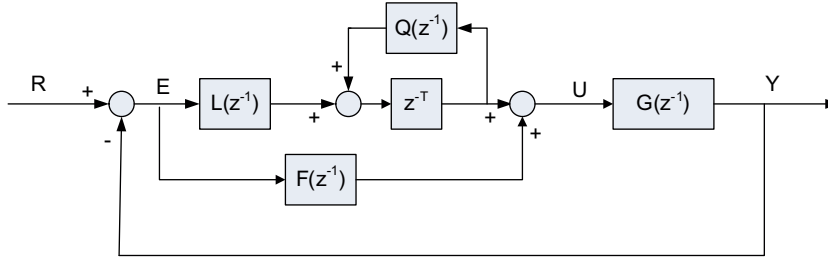 Q(z⁻¹)
R
+
E
L(z⁻¹)
+
+
z⁻ᵀ
+
U
G(z⁻¹)
Y
-
+
F(z⁻¹)